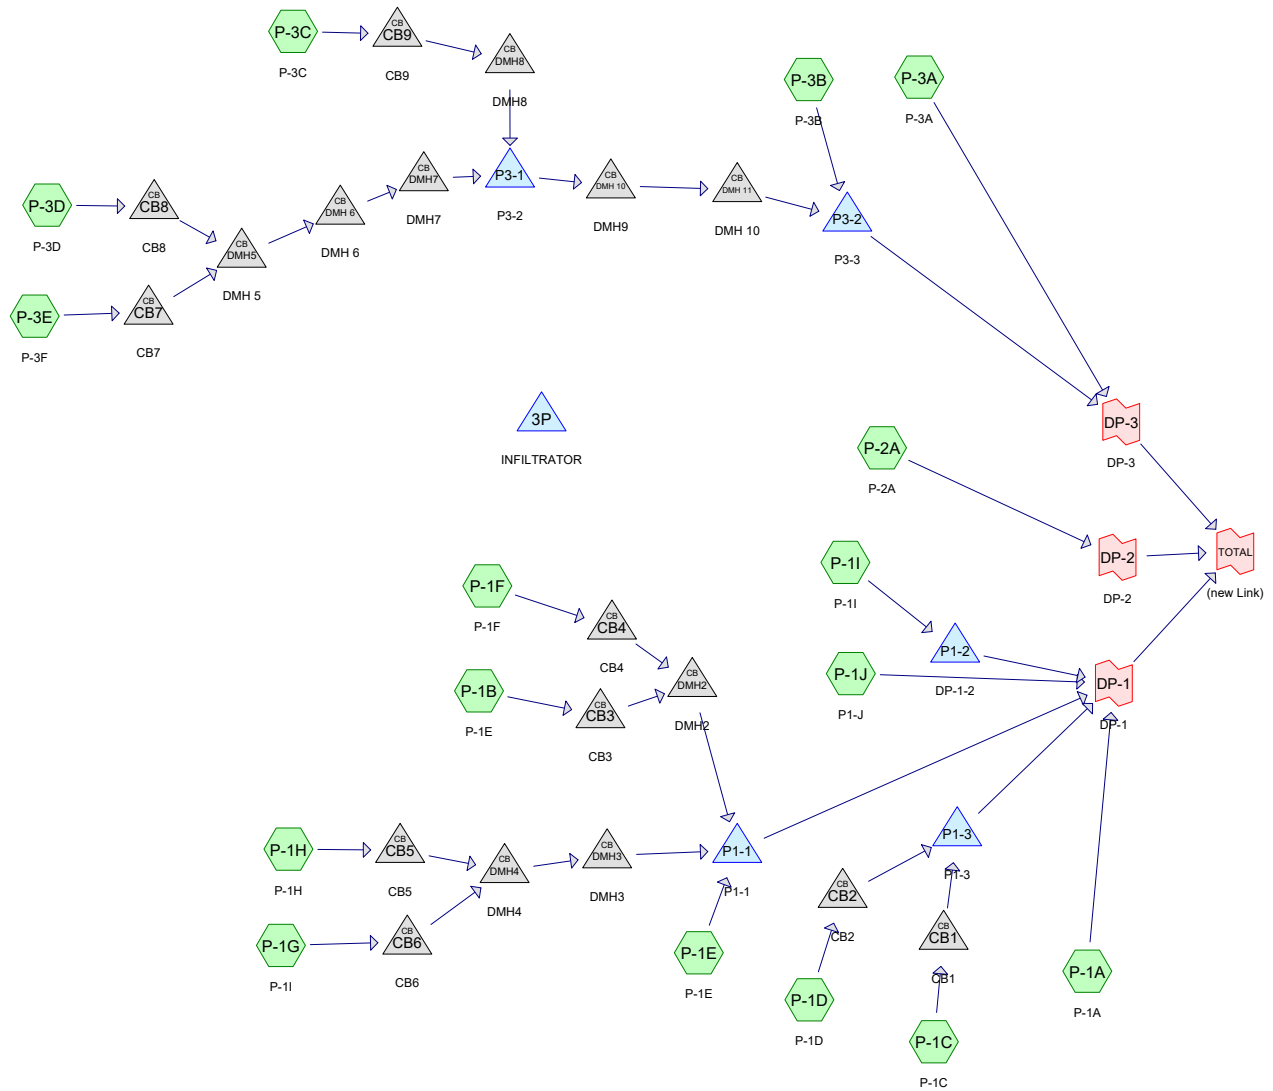 P-3C
P-3C
CB
CB9
CB9
CB
DMH8
DMH8
P-3B
P-3B
P-3A
P-3A
P-3D
P-3D
CB
CB8
CB8
CB
DMH5
DMH 5
CB
DMH 6
DMH 6
CB
DMH7
DMH7
P3-1
P3-2
CB
DMH 10
DMH9
CB
DMH 11
DMH 10
P3-2
P3-3
P-3E
P-3F
CB
CB7
CB7
3P
INFILTRATOR
DP-3
DP-3
P-2A
P-2A
DP-2
DP-2
TOTAL
(new Link)
P-1F
P-1F
CB
CB4
CB4
P-1I
P-1I
P1-2
DP-1-2
P-1J
P1-J
DP-1
DP-1
P-1B
P-1E
CB
CB3
CB3
CB
DMH2
DMH2
P-1H
P-1H
CB
CB5
CB5
CB
DMH4
DMH4
CB
DMH3
DMH3
P1-1
P1-1
P1-3
P1-3
CB
CB2
CB2
CB
CB1
CB1
P-1G
P-1I
CB
CB6
CB6
P-1E
P-1E
P-1D
P-1D
P-1A
P-1A
P-1C
P-1C